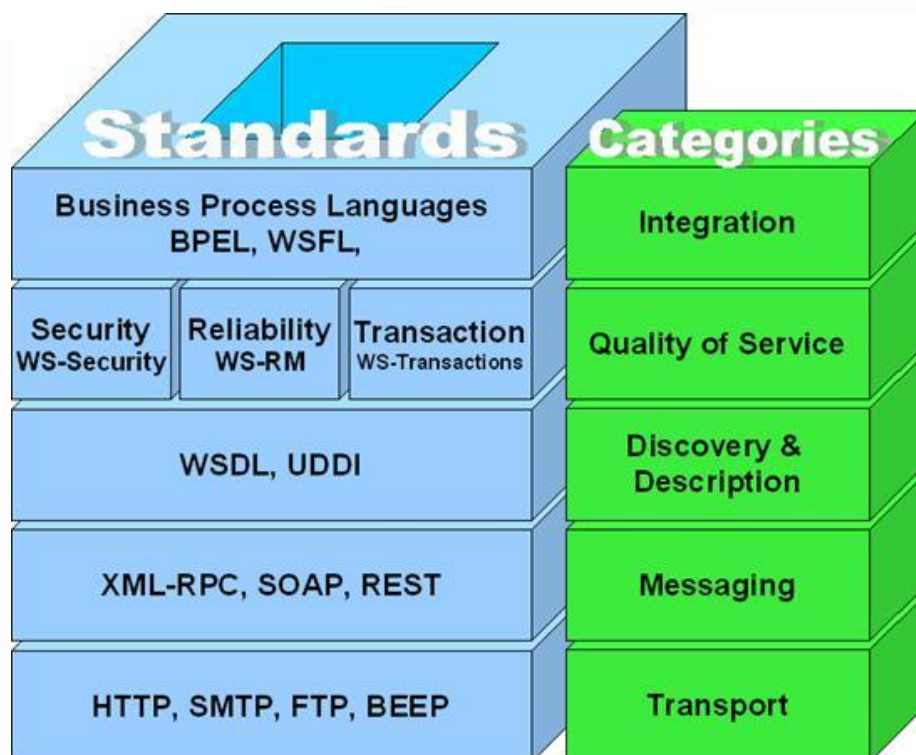 Standards
Categories
Business Process Languages
BPEL, WSFL,
Integration
Security
WS-Security
Reliability
WS-RM
Transaction
WS-Transactions
Quality of Service
WSDL, UDDI
Discovery &
Description
XML-RPC, SOAP, REST
Messaging
HTTP, SMTP, FTP, BEEP
Transport